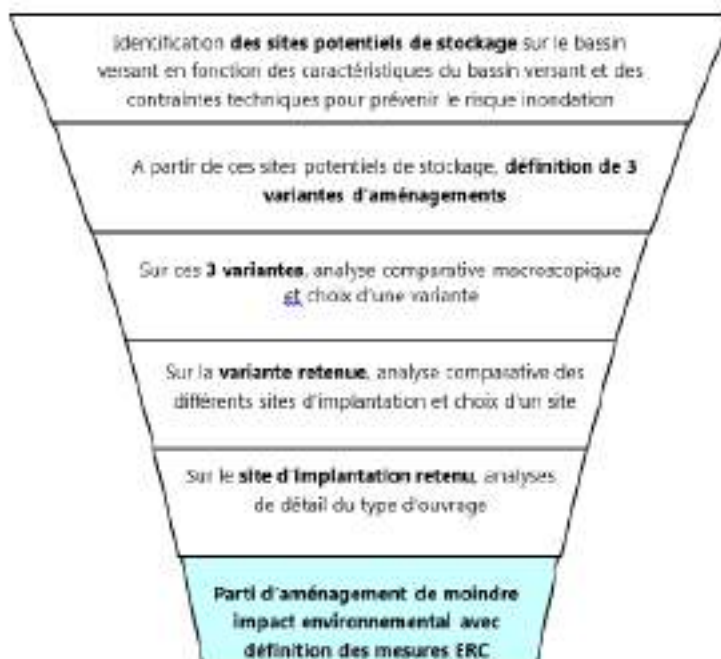 Identification des sites potentiels de stockage sur le bassin
versant en fonction des caractéristiques du bassin versant et des
contraintes techniques pour prévenir le risque inondation
A partir de ces sites potentiels de stockage, définition de 3
variantes d'aménagements
Sur ces 3 variantes, analyse comparative macroscopique
et choix d'une variante
Sur la variante retenue, analyse comparative des
différents sites d'implantation et choix d'un site
Sur le site d'implantation retenu, analyses
de détail du type d'ouvrage
Parti d'aménagement de moindre
impact environnemental avec
définition des mesures ERC